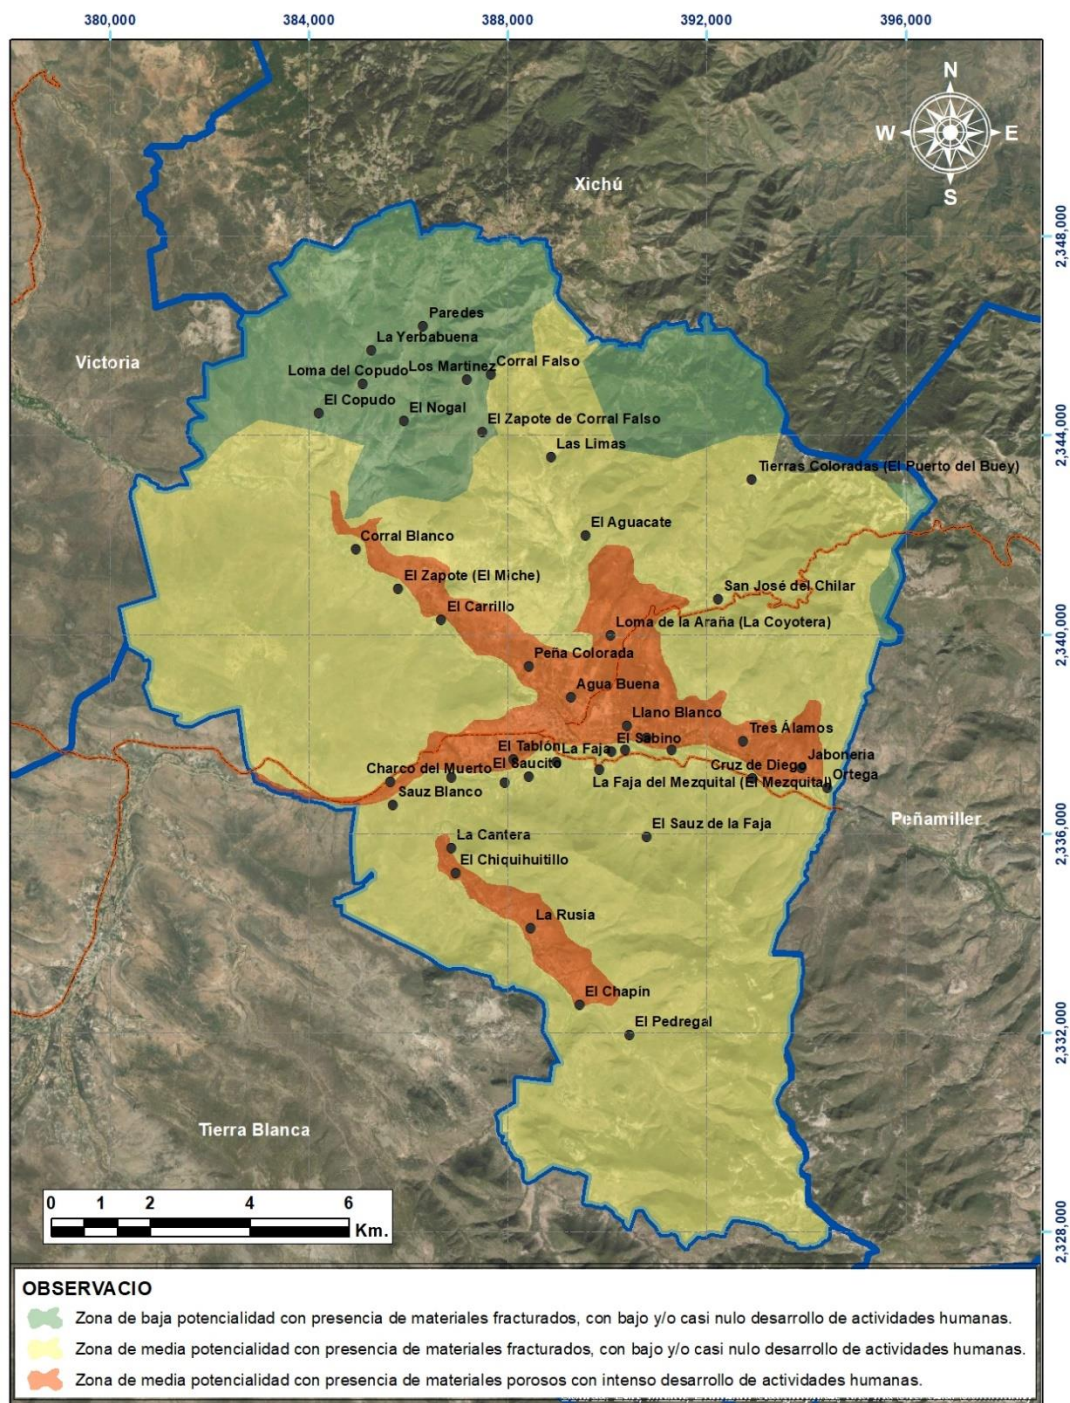 380,000 384,000 388,000 392,000 396,000
N
W E
S
Xichú
2,348,000
Paredes
La Yerbabuena
Victoria
Loma del Copudo Los Martinez Corral Falso
El Copudo El Nogal
El Zapote de Corral Falso
2,344,000
Las Limas
Tierras Coloradas (El Puerto del Buey)
El Aguacate
Corral Blanco
El Zapote (El Miche)
San José del Chilar
El Carrillo
Loma de la Araña (La Coyotera)
2,340,000
Peña Colorada
Agua Buena
Llano Blanco
Tres Álamos
El Sabino
El Tablón La Faja
Jaboneria
Charco del Muerto El Saucito Cruz de Diego
La Faja del Mezquital (El Mezquital) Ortega
Sauz Blanco
Peñamiller
El Sauz de la Faja
2,336,000
La Cantera
El Chiquihuitillo
La Rusia
El Chapín
El Pedregal
2,332,000
Tierra Blanca
0 1 2 4 6
Km.
2,328,000
OBSERVACIO
Zona de baja potencialidad con presencia de materiales fracturados, con bajo y/o casi nulo desarrollo de actividades humanas.
Zona de media potencialidad con presencia de materiales fracturados, con bajo y/o casi nulo desarrollo de actividades humanas.
Zona de media potencialidad con presencia de materiales porosos con intenso desarrollo de actividades humanas.